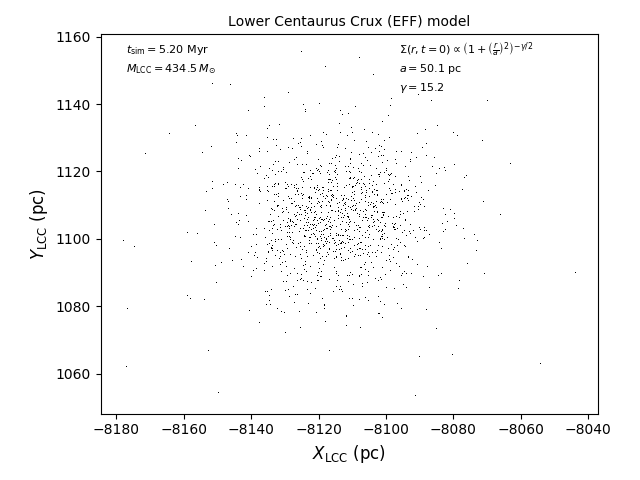 Lower Centaurus Crux (EFF) model
t_sim = 5.20 Myr
M_LCC = 434.5 M_⊙
Σ(r, t = 0) ∝ (1 + (r/a)²)^(−γ/2)
a = 50.1 pc
γ = 15.2
Y_LCC (pc)
1160
1140
1120
1100
1080
1060
−8180 −8160 −8140 −8120 −8100 −8080 −8060 −8040
X_LCC (pc)